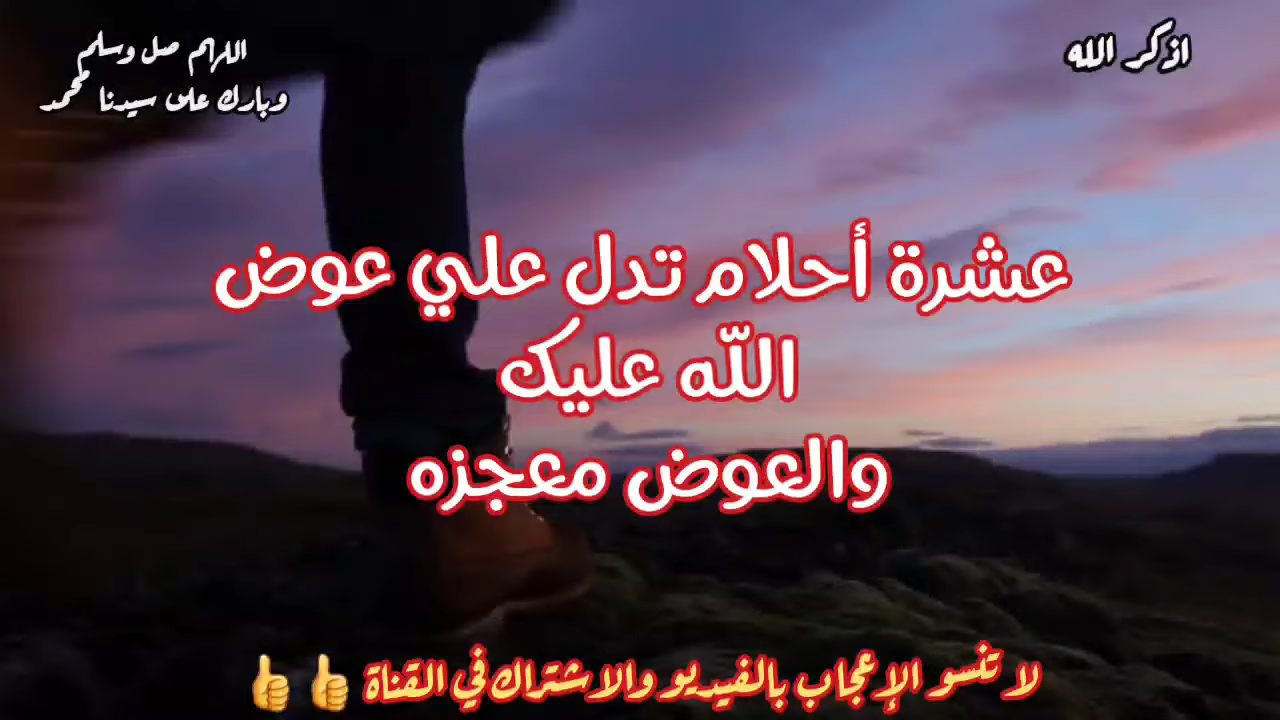 اذكر الله
اللهم صل وسلم
وبارك على سيدنا محمد
عشرة أحلام تدل علي عوض
اللّه عليك
والعوض معجزه
لا تنسو الإعجاب بالفيديو والاشتراك في القناة 👍👍